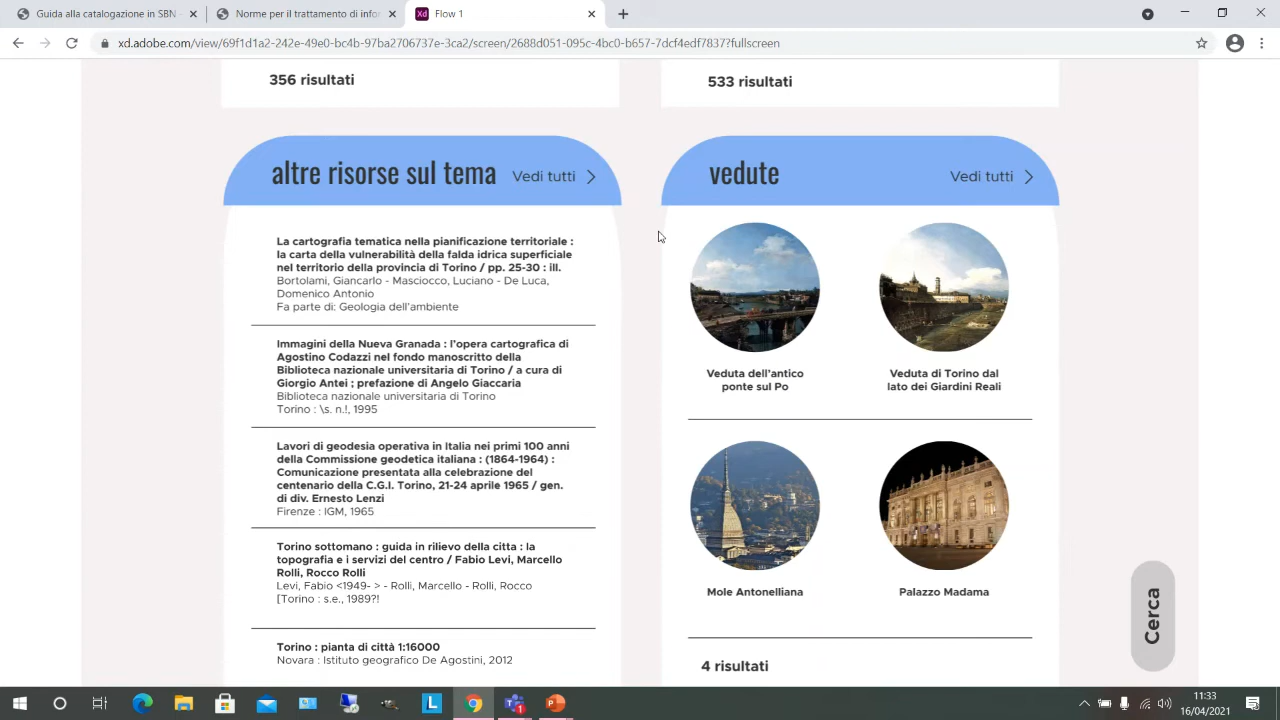 Guida alla catalogazione in SBN
Norme per il trattamento di infor
Flow 1
xd.adobe.com/view/69f1d1a2-242e-49e0-bc4b-97ba2706737e-3ca2/screen/2688d051-095c-4bc0-b657-7dcf4edf7837?fullscreen
356 risultati
533 risultati
altre risorse sul tema
Vedi tutti
La cartografia tematica nella pianificazione territoriale :
la carta della vulnerabilità della falda idrica superficiale
nel territorio della provincia di Torino / pp. 25-30 : ill.
Bortolami, Giancarlo - Masciocco, Luciano - De Luca,
Domenico Antonio
Fa parte di: Geologia dell'ambiente
Immagini della Nueva Granada : l'opera cartografica di
Agostino Codazzi nel fondo manoscritto della
Biblioteca nazionale universitaria di Torino / a cura di
Giorgio Antei ; prefazione di Angelo Giaccaria
Biblioteca nazionale universitaria di Torino
Torino : \s. n.!, 1995
Lavori di geodesia operativa in Italia nei primi 100 anni
della Commissione geodetica italiana : (1864-1964) :
Comunicazione presentata alla celebrazione del
centenario della C.G.I. Torino, 21-24 aprile 1965 / gen.
di div. Ernesto Lenzi
Firenze : IGM, 1965
Torino sottomano : guida in rilievo della citta : la
topografia e i servizi del centro / Fabio Levi, Marcello
Rolli, Rocco Rolli
Levi, Fabio <1949- > - Rolli, Marcello - Rolli, Rocco
[Torino : s.e., 1989?!
Torino : pianta di città 1:16000
Novara : Istituto geografico De Agostini, 2012
vedute
Vedi tutti
Veduta dell'antico
ponte sul Po
Veduta di Torino dal
lato dei Giardini Reali
Mole Antonelliana
Palazzo Madama
4 risultati
Cerca
11:33
16/04/2021